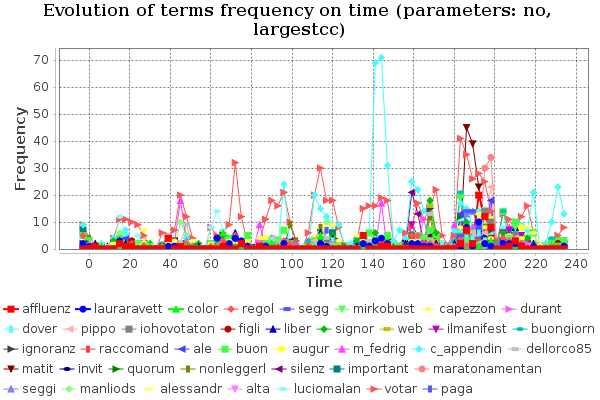 Evolution of terms frequency on time (parameters: no,
largestcc)
Frequency
70
60
50
40
30
20
10
0
0 20 40 60 80 100 120 140 160 180 200 220 240
Time
affluenz lauraravett color regol segg mirkobust capezzon durant
dover pippo iohovotaton figli liber signor web ilmanifest buongiorn
ignoranz raccomand ale buon augur m_fedrig c_appendin dellorco85
matit invit quorum nonleggerl silenz important maratonamentan
seggi manliods alessandr alta luciomalan votar paga